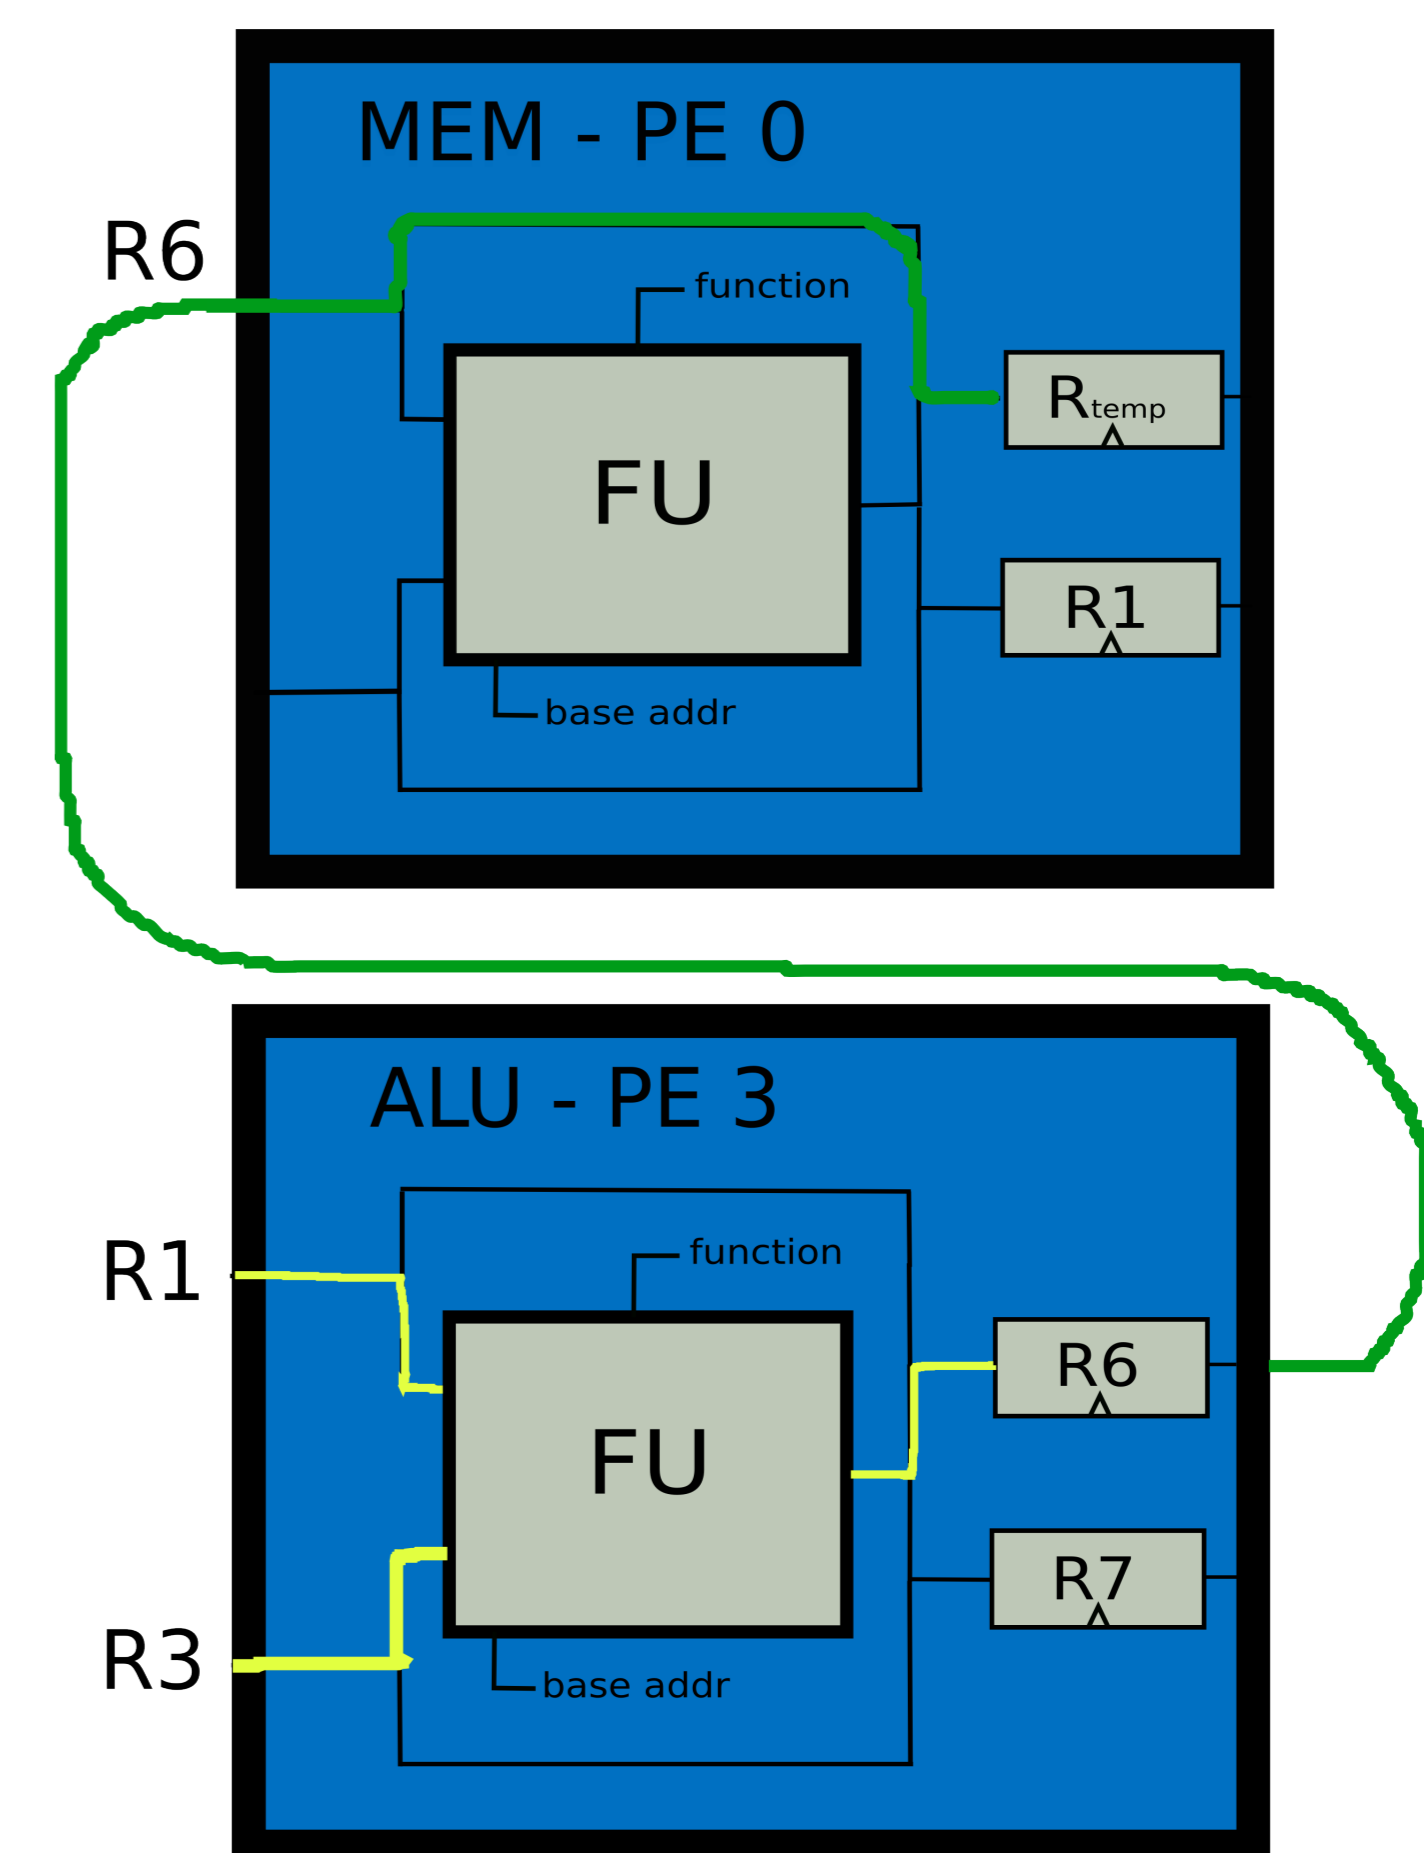 MEM - PE 0
R6
function
Rtemp
FU
R1
base addr
ALU - PE 3
R1
function
R6
FU
R7
R3
base addr